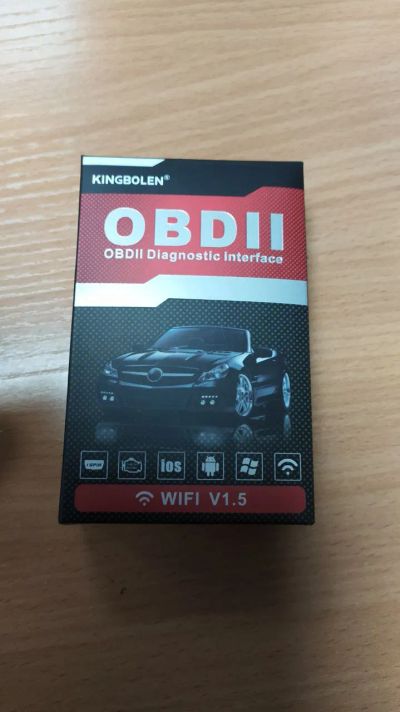 KINGBOLEN®
OBDII
OBDII Diagnostic interface
ios
WIFI V1.5